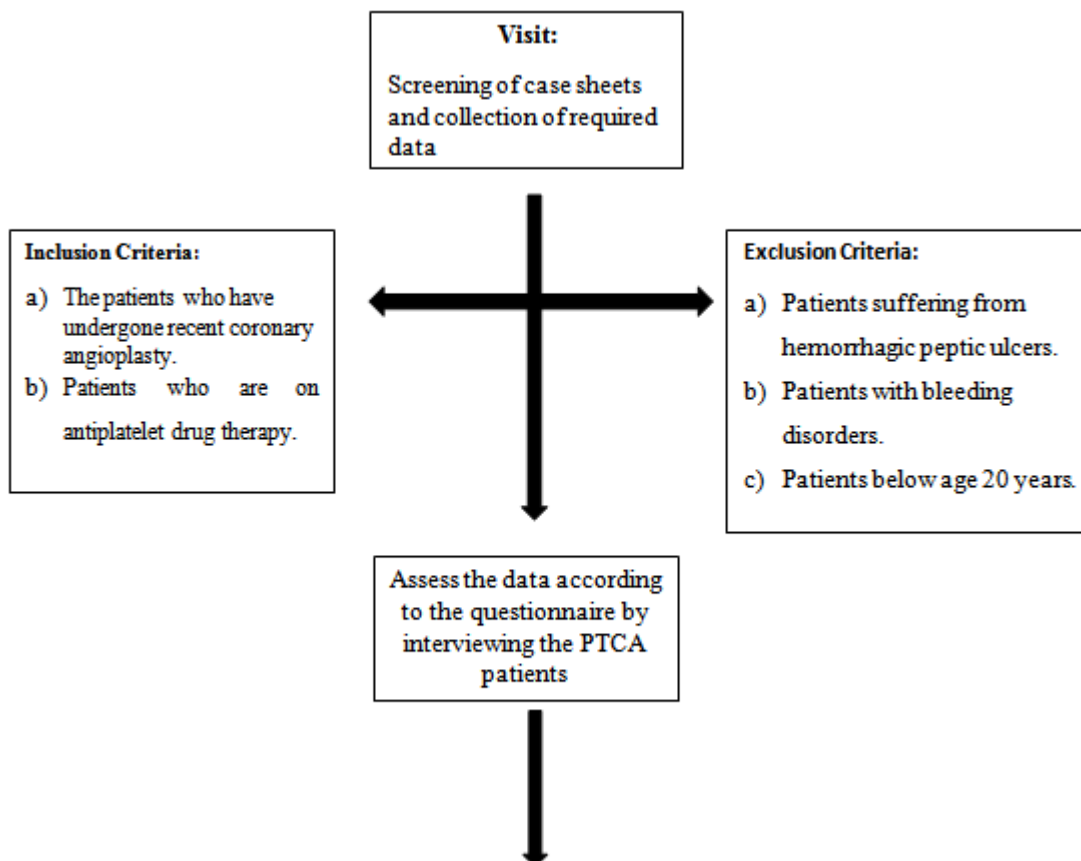 Visit:
Screening of case sheets
and collection of required
data
Inclusion Criteria:
a) The patients who have
undergone recent coronary
angioplasty.
b) Patients who are on
antiplatelet drug therapy.
Exclusion Criteria:
a) Patients suffering from
hemorrhagic peptic ulcers.
b) Patients with bleeding
disorders.
c) Patients below age 20 years.
Assess the data according
to the questionnaire by
interviewing the PTCA
patients